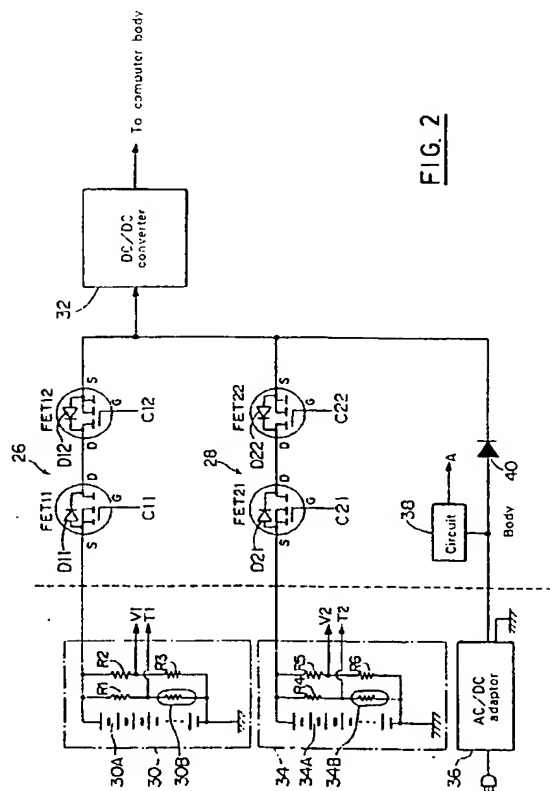 To computer body
DC/DC
converter
32
FIG. 2
26
FET11
D11
S
D
G
C11
FET12
D12
D
S
G
C12
28
FET21
D21
S
D
G
C21
FET22
D22
D
S
G
C22
R2
R1
V1
T1
R3
30A
30
30B
R5
R4
V2
T2
R6
34A
34
34B
38
Circuit
A
Body
40
AC/DC
adaptor
36